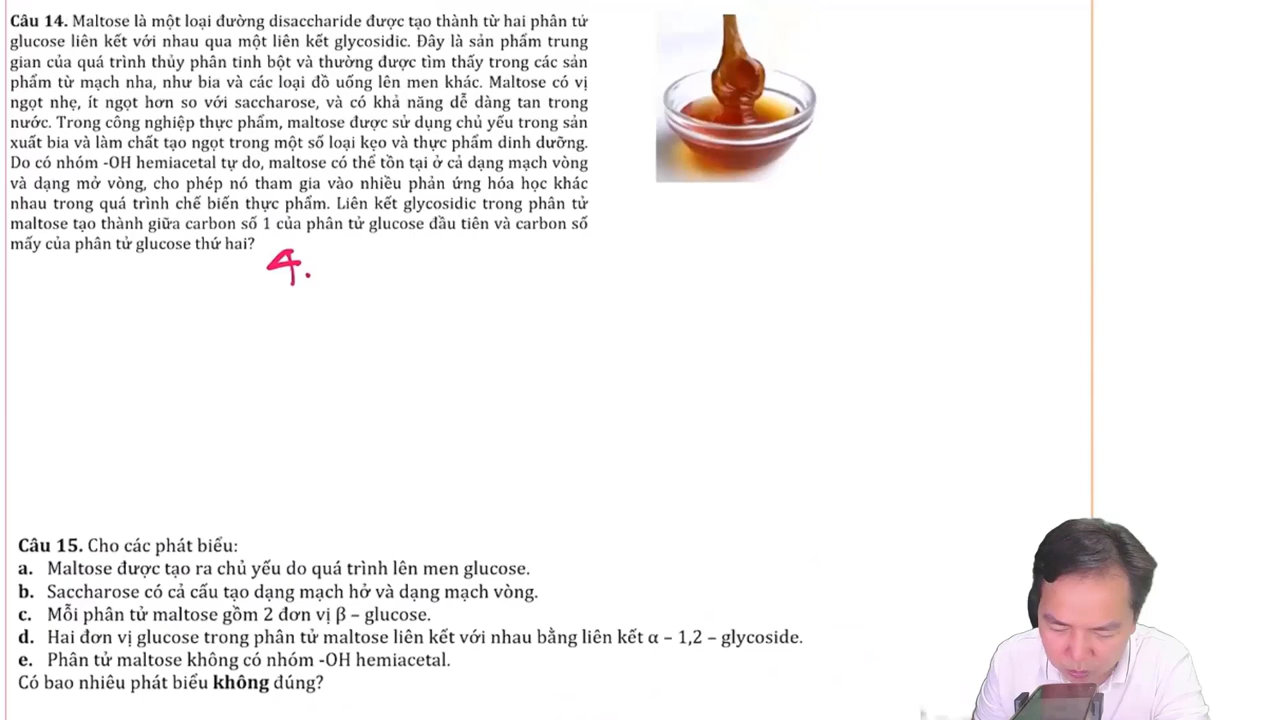 Câu 14. Maltose là một loại đường disaccharide được tạo thành từ hai phân tử
glucose liên kết với nhau qua một liên kết glycosidic. Đây là sản phẩm trung
gian của quá trình thủy phân tinh bột và thường được tìm thấy trong các sản
phẩm từ mạch nha, như bia và các loại đồ uống lên men khác. Maltose có vị
ngọt nhẹ, ít ngọt hơn so với saccharose, và có khả năng dễ dàng tan trong
nước. Trong công nghiệp thực phẩm, maltose được sử dụng chủ yếu trong sản
xuất bia và làm chất tạo ngọt trong một số loại kẹo và thực phẩm dinh dưỡng.
Do có nhóm -OH hemiacetal tự do, maltose có thể tồn tại ở cả dạng mạch vòng
và dạng mở vòng, cho phép nó tham gia vào nhiều phản ứng hóa học khác
nhau trong quá trình chế biến thực phẩm. Liên kết glycosidic trong phân tử
maltose tạo thành giữa carbon số 1 của phân tử glucose đầu tiên và carbon số
mấy của phân tử glucose thứ hai?
4.
Câu 15. Cho các phát biểu:
a. Maltose được tạo ra chủ yếu do quá trình lên men glucose.
b. Saccharose có cả cấu tạo dạng mạch hở và dạng mạch vòng.
c. Mỗi phân tử maltose gồm 2 đơn vị β – glucose.
d. Hai đơn vị glucose trong phân tử maltose liên kết với nhau bằng liên kết α – 1,2 – glycoside.
e. Phân tử maltose không có nhóm -OH hemiacetal.
Có bao nhiêu phát biểu không đúng?